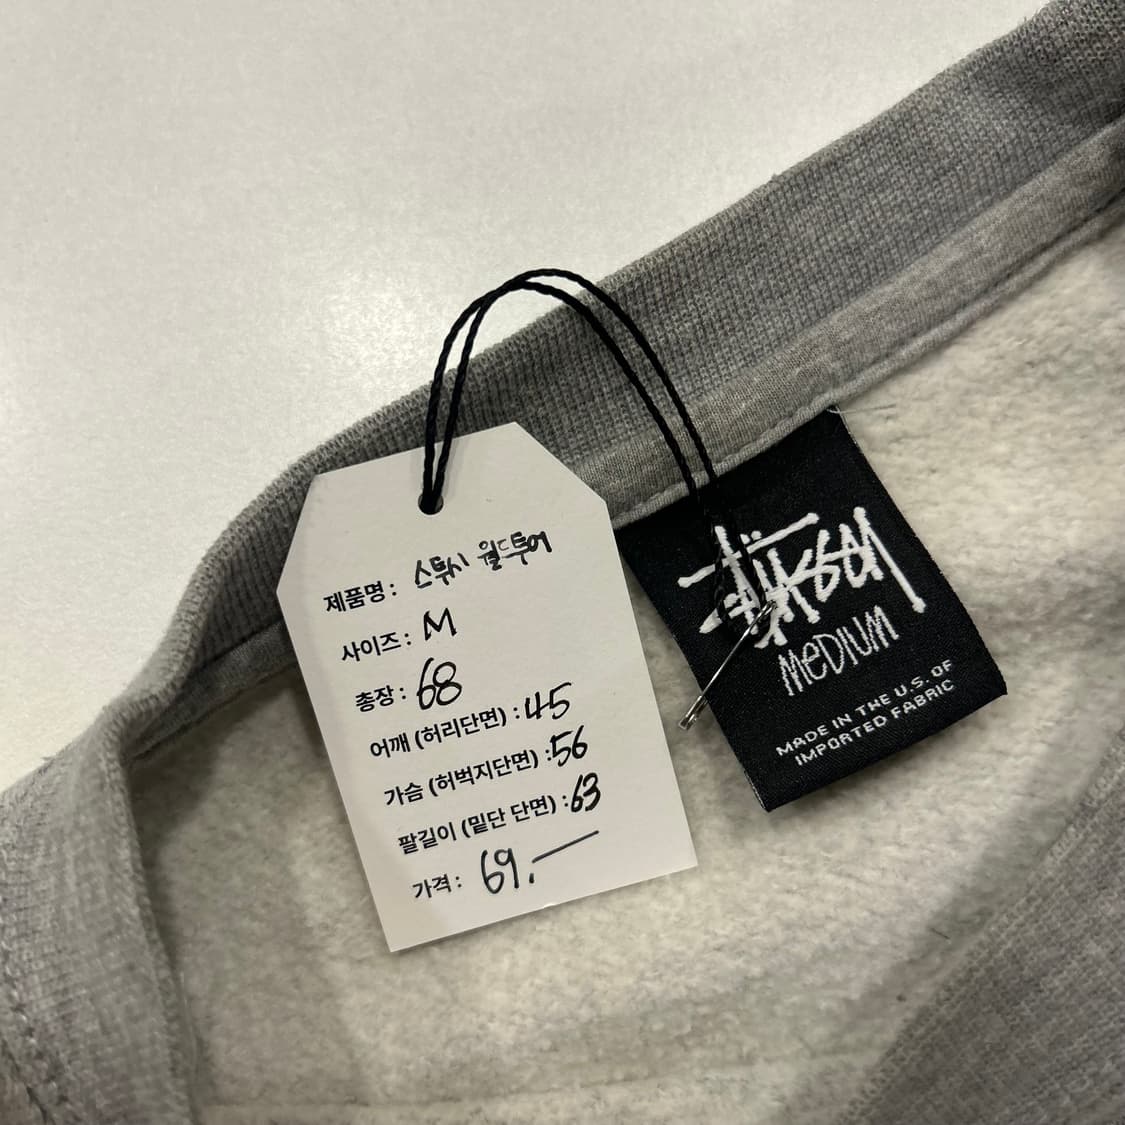 제품명 : 스투시 월드투어
사이즈 : M
총장 : 68
어깨 (허리단면) : 45
가슴 (허벅지단면) : 56
팔길이 (밑단 단면) : 63
가격 : 69.—
Stüssy
MEDIUM
MADE IN THE U.S. OF
IMPORTED FABRIC